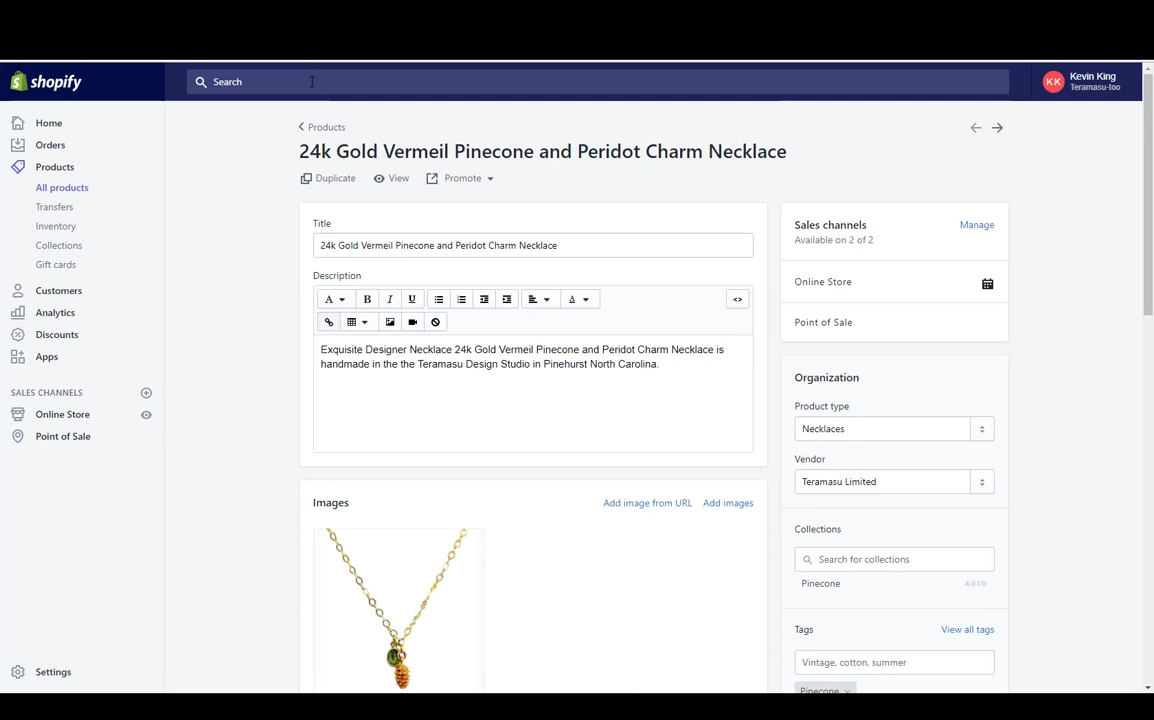 shopify
Search
KK
Kevin King
Teramasu-too
Home
Orders
Products
All products
Transfers
Inventory
Collections
Gift cards
Customers
Analytics
Discounts
Apps
SALES CHANNELS
Online Store
Point of Sale
Settings
Products
24k Gold Vermeil Pinecone and Peridot Charm Necklace
Duplicate View Promote
Title
24k Gold Vermeil Pinecone and Peridot Charm Necklace
Description
A B I U A
Exquisite Designer Necklace 24k Gold Vermeil Pinecone and Peridot Charm Necklace is
handmade in the the Teramasu Design Studio in Pinehurst North Carolina.
Images Add image from URL Add images
Sales channels Manage
Available on 2 of 2
Online Store
Point of Sale
Organization
Product type
Necklaces
Vendor
Teramasu Limited
Collections
Search for collections
Pinecone AUTO
Tags View all tags
Vintage, cotton, summer
Pinecone ×